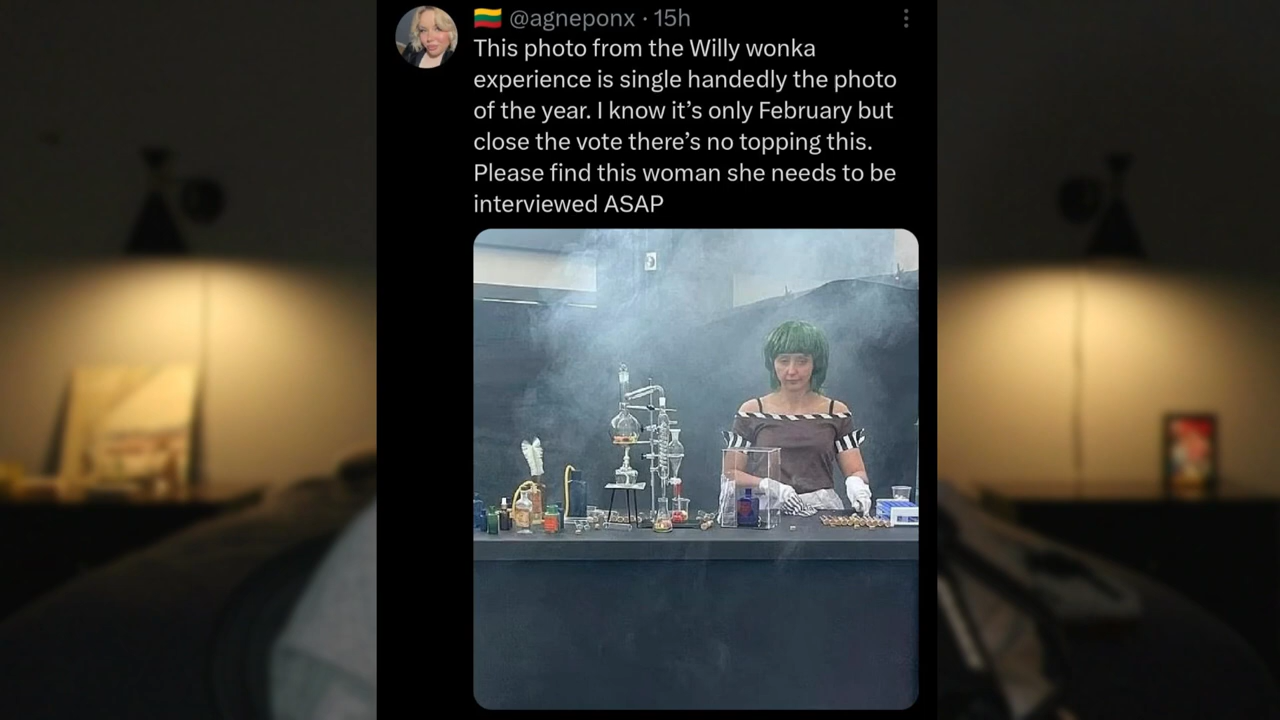 @agneponx · 15h
This photo from the Willy wonka
experience is single handedly the photo
of the year. I know it’s only February but
close the vote there’s no topping this.
Please find this woman she needs to be
interviewed ASAP